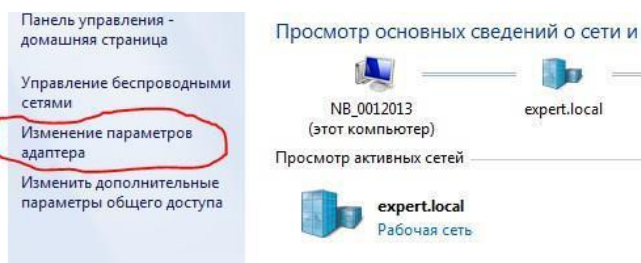 Панель управления -
домашняя страница
Управление беспроводными
сетями
Изменение параметров
адаптера
Изменить дополнительные
параметры общего доступа
Просмотр основных сведений о сети и
NB_0012013
(этот компьютер)
expert.local
Просмотр активных сетей
expert.local
Рабочая сеть